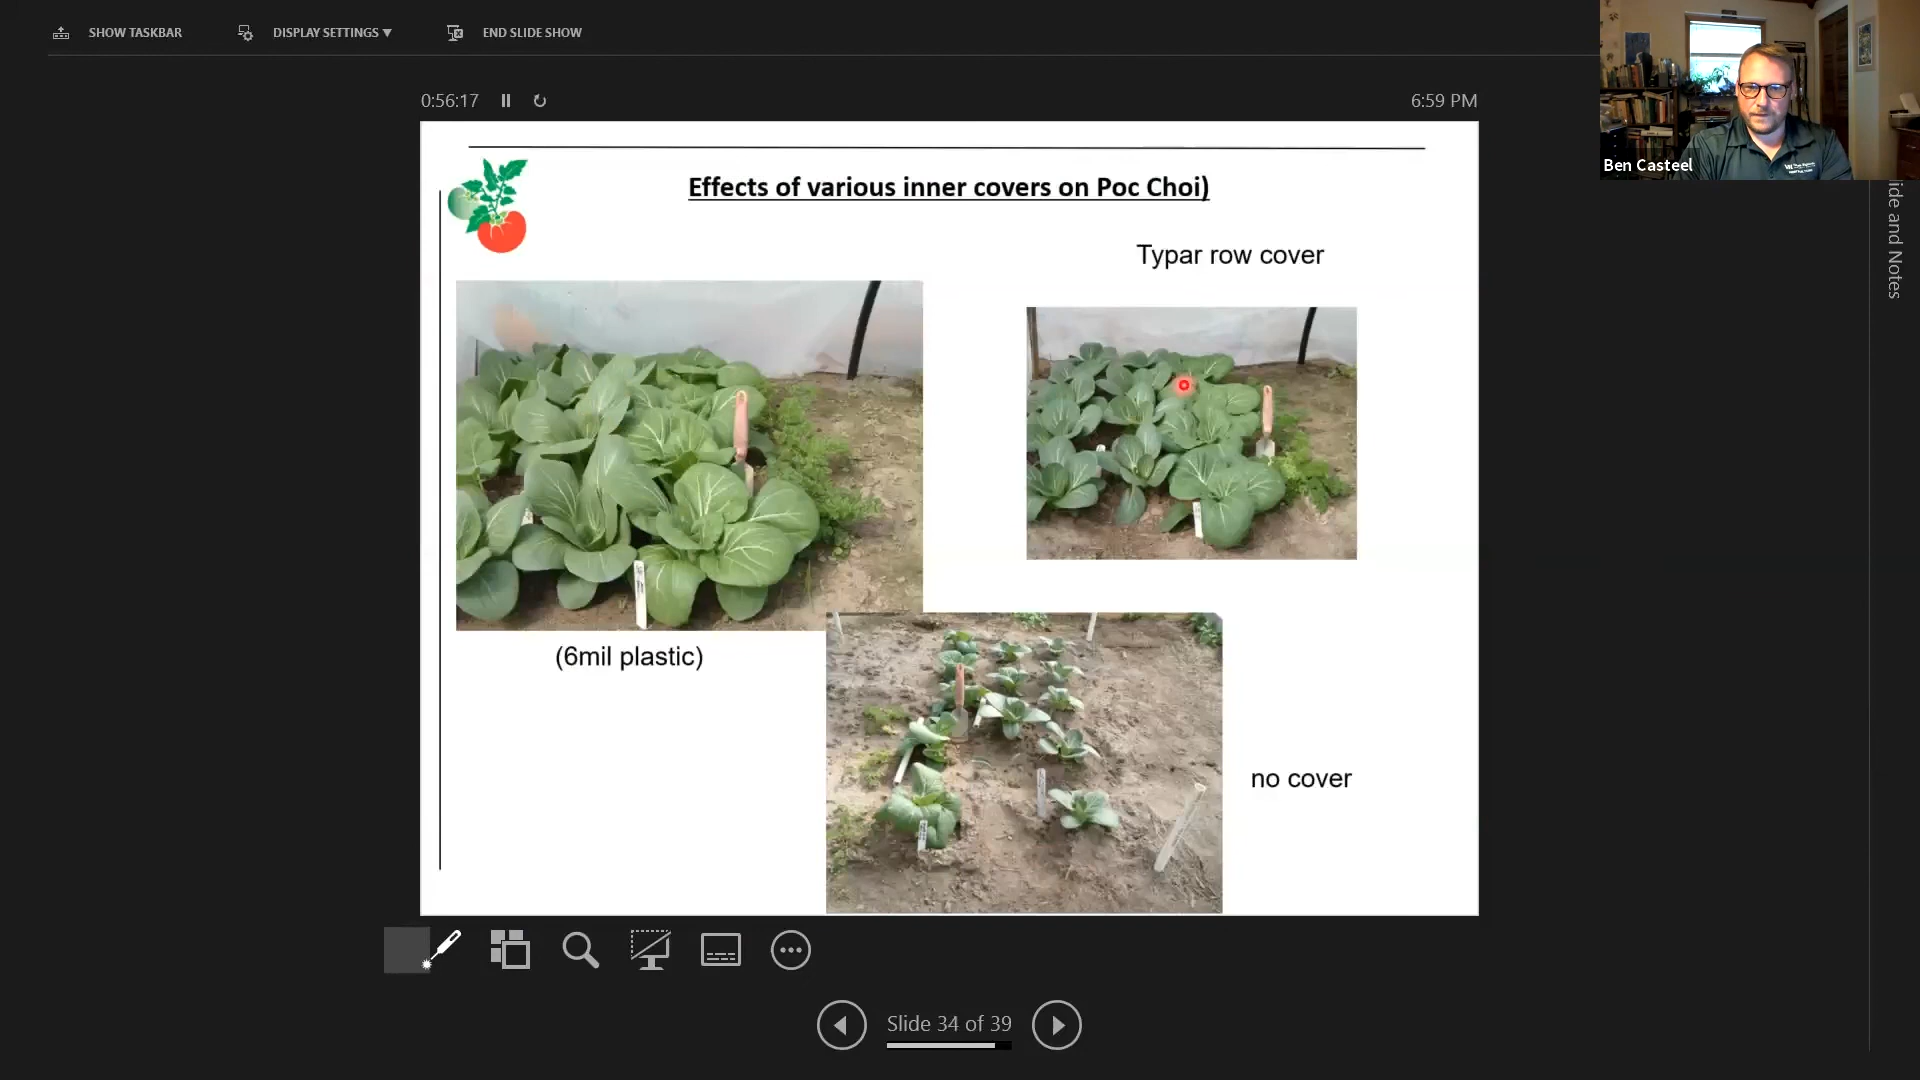 SHOW TASKBAR
DISPLAY SETTINGS ▼
END SLIDE SHOW
0:56:17
6:59 PM
Ben Casteel
Effects of various inner covers on Poc Choi)
Typar row cover
(6mil plastic)
no cover
Slide 34 of 39
lide and Notes